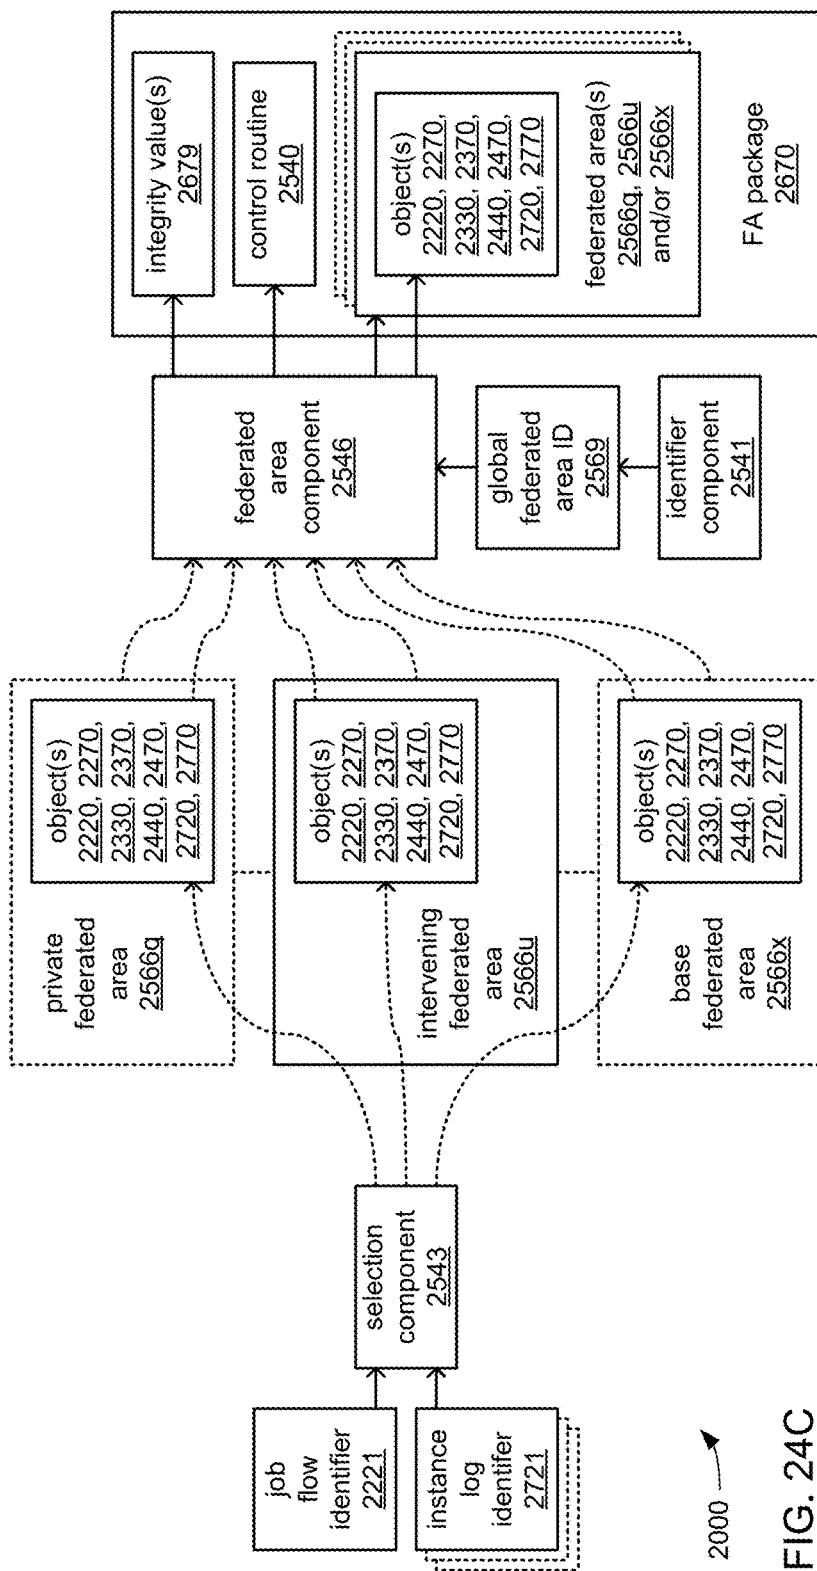 job
flow
identifier
2221
instance
log
identifer
2721
selection
component
2543
private
federated
area
2566q
object(s)
2220, 2270,
2330, 2370,
2440, 2470,
2720, 2770
intervening
federated
area
2566u
object(s)
2220, 2270,
2330, 2370,
2440, 2470,
2720, 2770
base
federated
area
2566x
object(s)
2220, 2270,
2330, 2370,
2440, 2470,
2720, 2770
federated
area
component
2546
global
federated
area ID
2569
identifier
component
2541
integrity value(s)
2679
control routine
2540
object(s)
2220, 2270,
2330, 2370,
2440, 2470,
2720, 2770
federated area(s)
2566q, 2566u
and/or 2566x
FA package
2670
2000
FIG. 24C